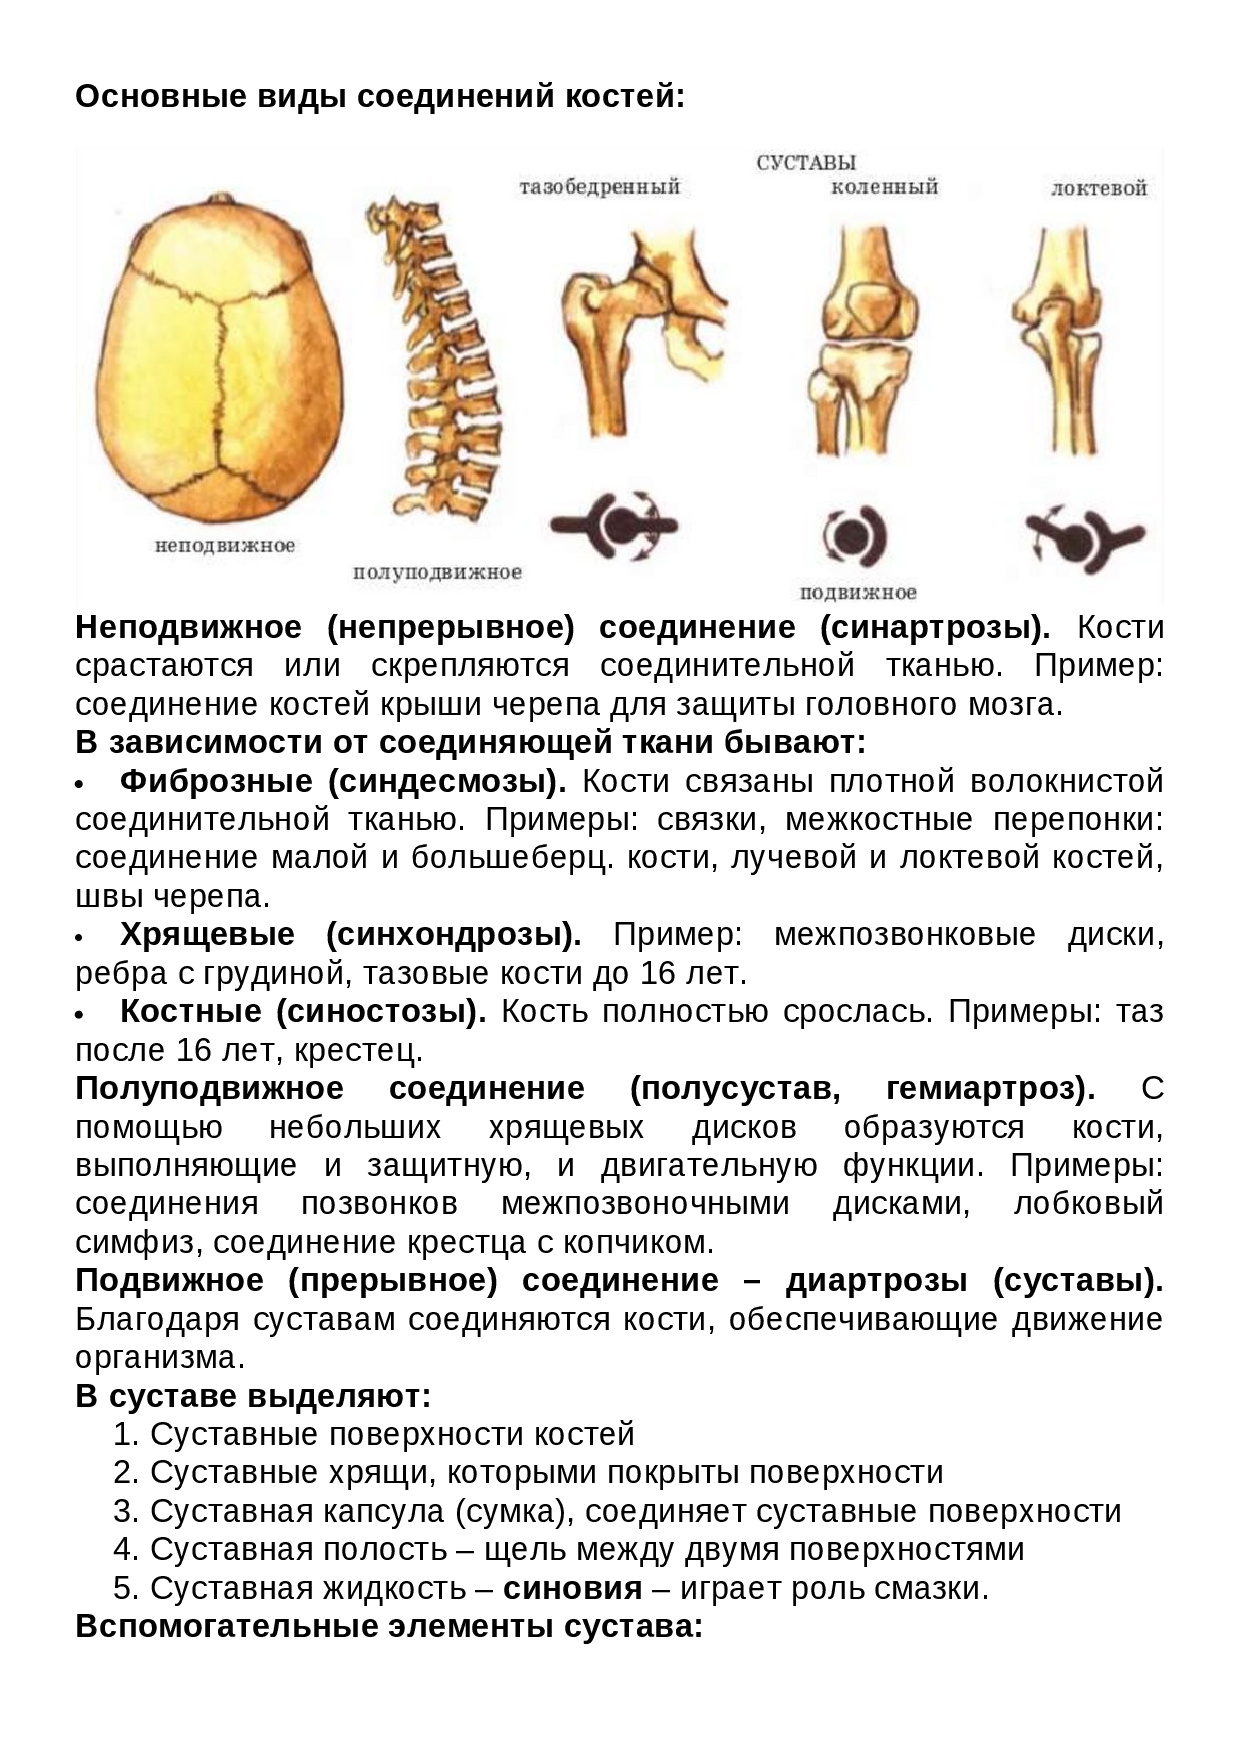 Основные виды соединений костей:
СУСТАВЫ
тазобедренный
коленный
локтевой
неподвижное
полуподвижное
подвижное
Неподвижное (непрерывное) соединение (синартрозы). Кости
срастаются или скрепляются соединительной тканью. Пример:
соединение костей крыши черепа для защиты головного мозга.
В зависимости от соединяющей ткани бывают:
• Фиброзные (синдесмозы). Кости связаны плотной волокнистой
соединительной тканью. Примеры: связки, межкостные перепонки:
соединение малой и большеберц. кости, лучевой и локтевой костей,
швы черепа.
• Хрящевые (синхондрозы). Пример: межпозвонковые диски,
ребра с грудиной, тазовые кости до 16 лет.
• Костные (синостозы). Кость полностью срослась. Примеры: таз
после 16 лет, крестец.
Полуподвижное соединение (полусустав, гемиартроз). С
помощью небольших хрящевых дисков образуются кости,
выполняющие и защитную, и двигательную функции. Примеры:
соединения позвонков межпозвоночными дисками, лобковый
симфиз, соединение крестца с копчиком.
Подвижное (прерывное) соединение – диартрозы (суставы).
Благодаря суставам соединяются кости, обеспечивающие движение
организма.
В суставе выделяют:
1. Суставные поверхности костей
2. Суставные хрящи, которыми покрыты поверхности
3. Суставная капсула (сумка), соединяет суставные поверхности
4. Суставная полость – щель между двумя поверхностями
5. Суставная жидкость – синовия – играет роль смазки.
Вспомогательные элементы сустава: